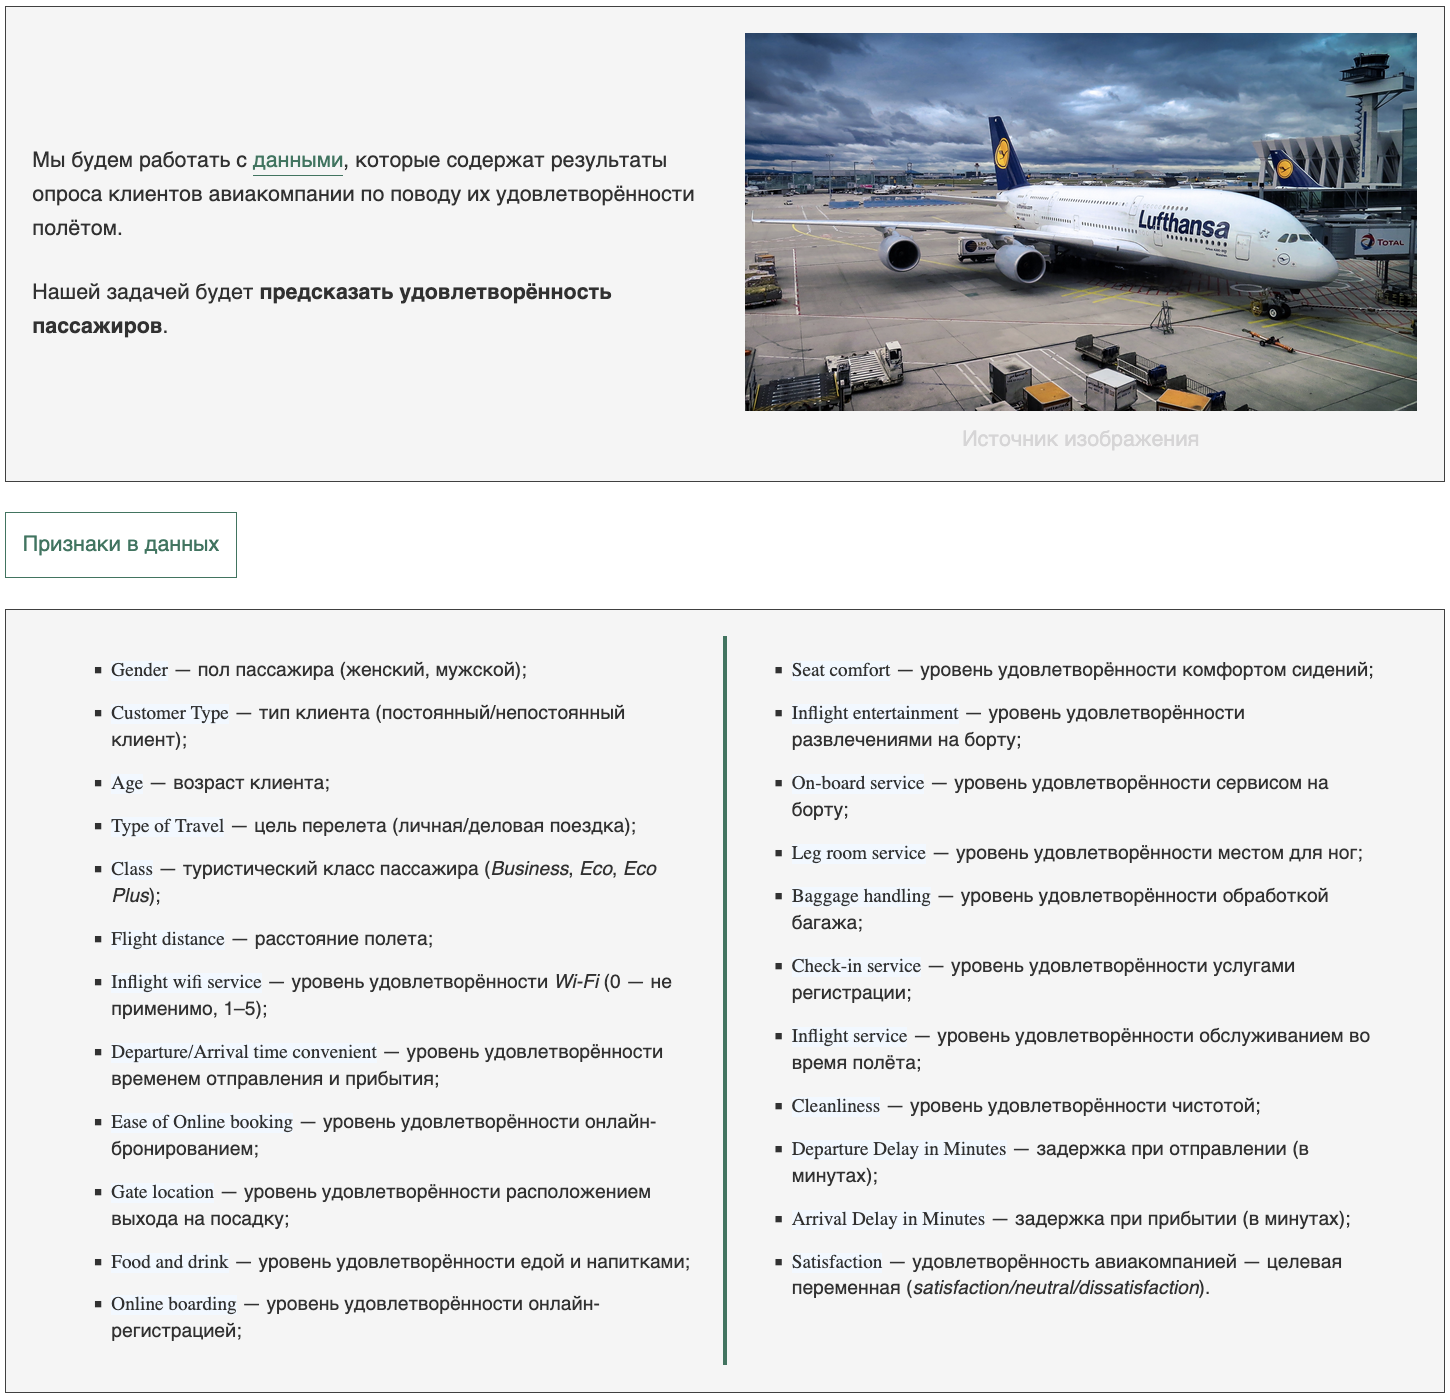 Мы будем работать с данными, которые содержат результаты
опроса клиентов авиакомпании по поводу их удовлетворённости
полётом.
Нашей задачей будет предсказать удовлетворённость
пассажиров.
Lufthansa
TOTAL
Источник изображения
Признаки в данных
Gender — пол пассажира (женский, мужской);
Customer Type — тип клиента (постоянный/непостоянный
клиент);
Age — возраст клиента;
Type of Travel — цель перелета (личная/деловая поездка);
Class — туристический класс пассажира (Business, Eco, Eco
Plus);
Flight distance — расстояние полета;
Inflight wifi service — уровень удовлетворённости Wi-Fi (0 — не
применимо, 1–5);
Departure/Arrival time convenient — уровень удовлетворённости
временем отправления и прибытия;
Ease of Online booking — уровень удовлетворённости онлайн-
бронированием;
Gate location — уровень удовлетворённости расположением
выхода на посадку;
Food and drink — уровень удовлетворённости едой и напитками;
Online boarding — уровень удовлетворённости онлайн-
регистрацией;
Seat comfort — уровень удовлетворённости комфортом сидений;
Inflight entertainment — уровень удовлетворённости
развлечениями на борту;
On-board service — уровень удовлетворённости сервисом на
борту;
Leg room service — уровень удовлетворённости местом для ног;
Baggage handling — уровень удовлетворённости обработкой
багажа;
Check-in service — уровень удовлетворённости услугами
регистрации;
Inflight service — уровень удовлетворённости обслуживанием во
время полёта;
Cleanliness — уровень удовлетворённости чистотой;
Departure Delay in Minutes — задержка при отправлении (в
минутах);
Arrival Delay in Minutes — задержка при прибытии (в минутах);
Satisfaction — удовлетворённость авиакомпанией — целевая
переменная (satisfaction/neutral/dissatisfaction).